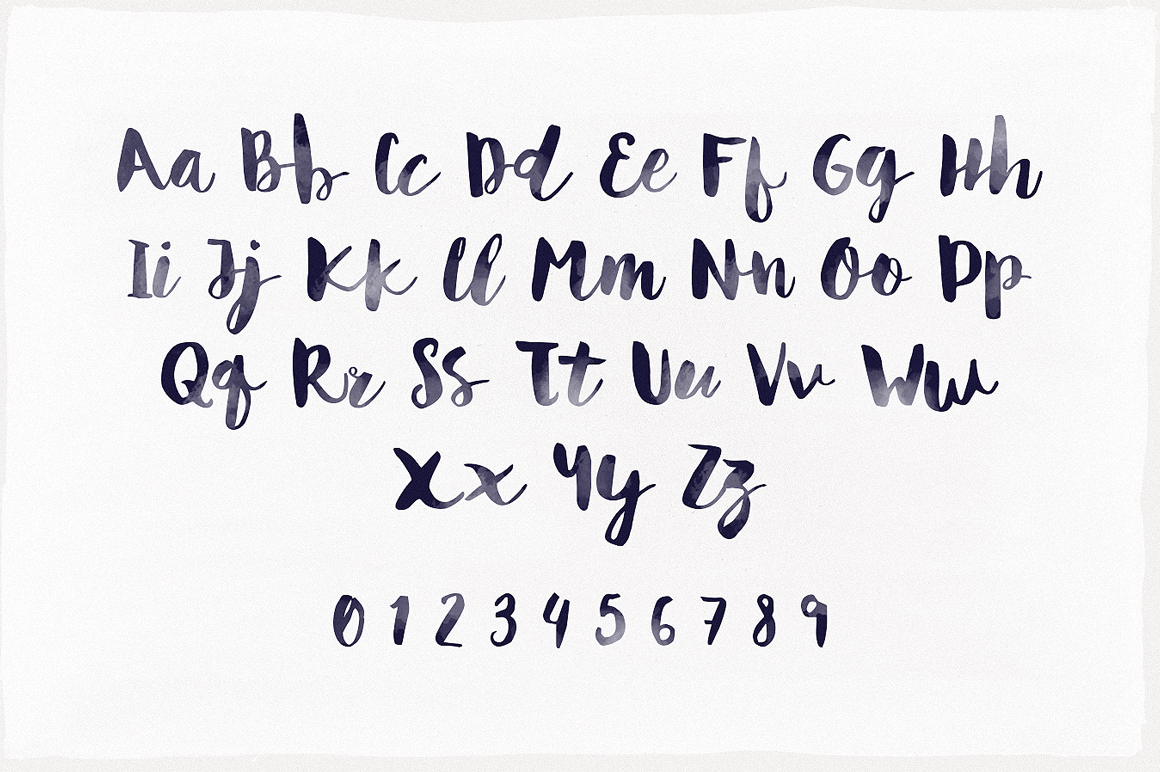 Aa Bb Cc Dd Ee Ff Gg Hh
Ii Jj Kk Ll Mm Nn Oo Pp
Qq Rr Ss Tt Uu Vv Ww
Xx Yy Zz
0 1 2 3 4 5 6 7 8 9